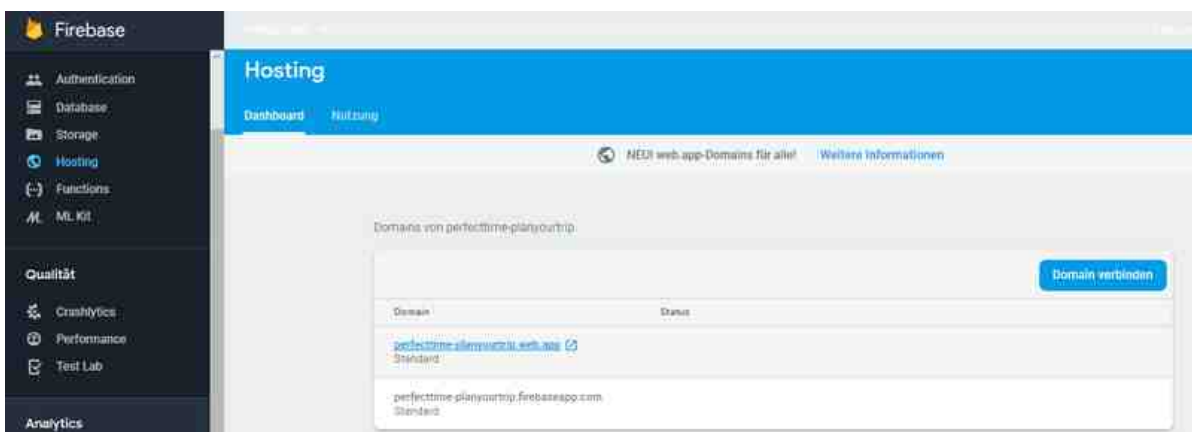 Firebase
Authentication
Database
Storage
Hosting
Functions
ML Kit
Qualität
Crashlytics
Performance
Test Lab
Analytics
Hosting
Dashboard Nutzung
NEU! web.app-Domains für alle! Weitere Informationen
Domains von perfecttime-planyourtrip
Domain verbinden
Domain Status
perfecttime-planyourtrip.web.app
Standard
perfecttime-planyourtrip.firebaseapp.com
Standard